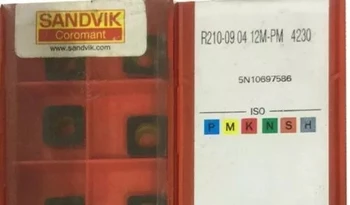 SANDVIK
Coromant
www.sandvik.com
R210-09 04 12M-PM 4230
5N10697586
ISO
P M K N S H